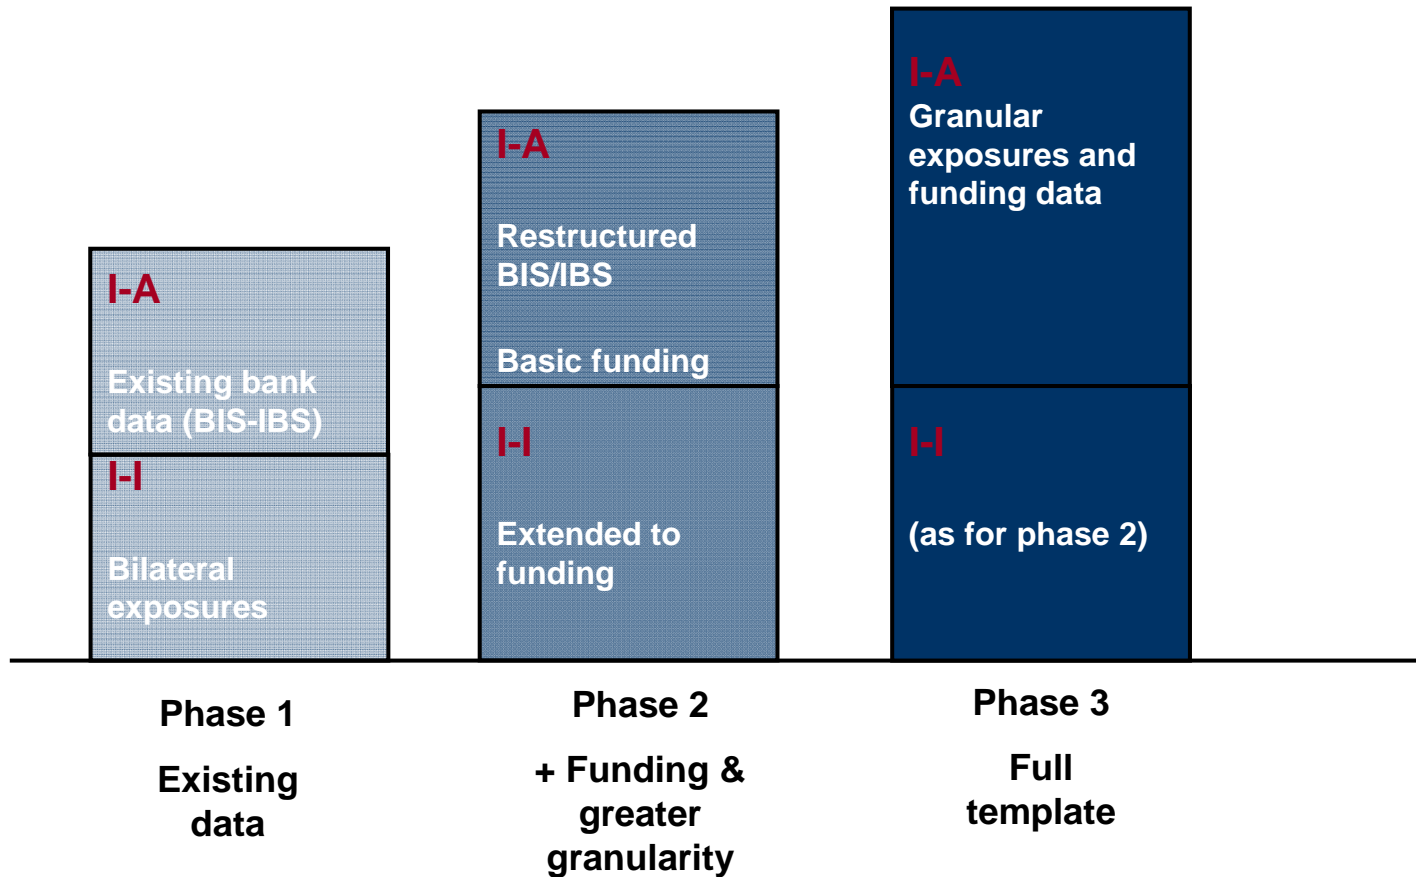 I-A
Existing bank
data (BIS-IBS)
I-I
Bilateral
exposures
Phase 1
Existing
data
I-A
Restructured
BIS/IBS
Basic funding
I-I
Extended to
funding
Phase 2
+ Funding &
greater
granularity
I-A
Granular
exposures and
funding data
I-I
(as for phase 2)
Phase 3
Full
template